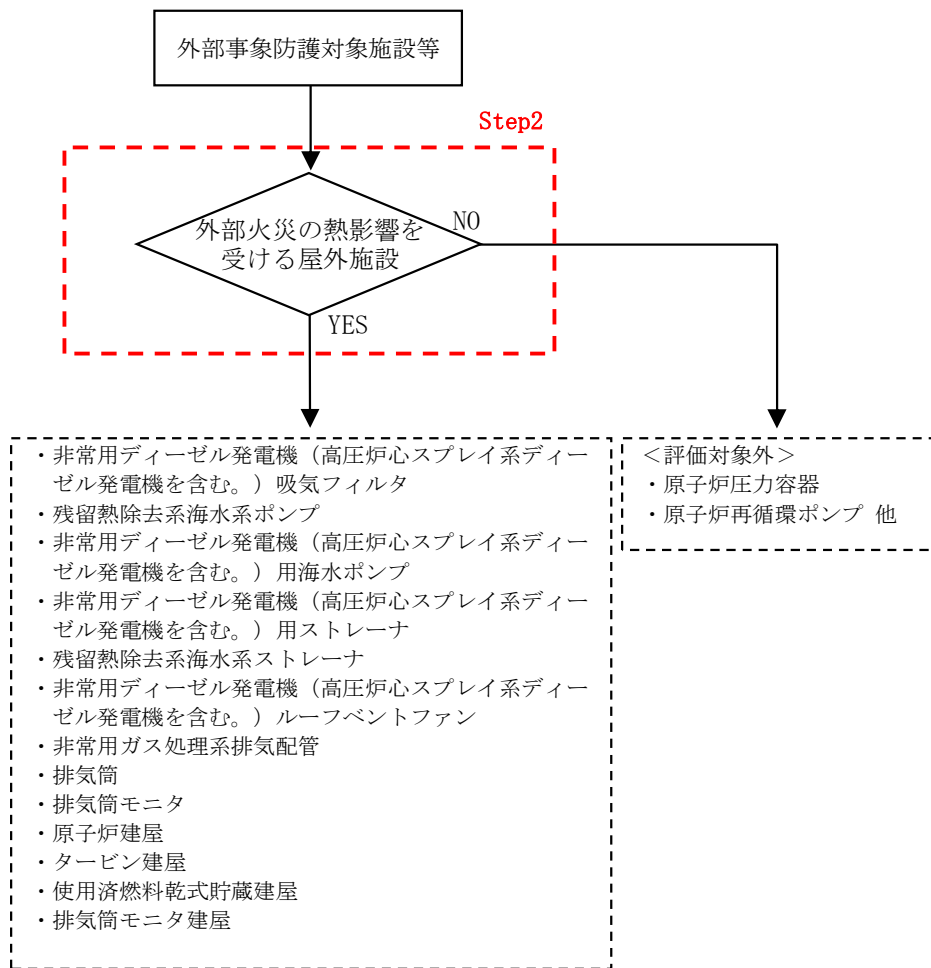 外部事象防護対象施設等
Step2
外部火災の熱影響を
受ける屋外施設
NO
YES
・非常用ディーゼル発電機（高圧炉心スプレイ系ディー
ゼル発電機を含む。）吸気フィルタ
・残留熱除去系海水系ポンプ
・非常用ディーゼル発電機（高圧炉心スプレイ系ディー
ゼル発電機を含む。）用海水ポンプ
・非常用ディーゼル発電機（高圧炉心スプレイ系ディー
ゼル発電機を含む。）用ストレーナ
・残留熱除去系海水系ストレーナ
・非常用ディーゼル発電機（高圧炉心スプレイ系ディー
ゼル発電機を含む。）ルーフベントファン
・非常用ガス処理系排気配管
・排気筒
・排気筒モニタ
・原子炉建屋
・タービン建屋
・使用済燃料乾式貯蔵建屋
・排気筒モニタ建屋
＜評価対象外＞
・原子炉圧力容器
・原子炉再循環ポンプ 他